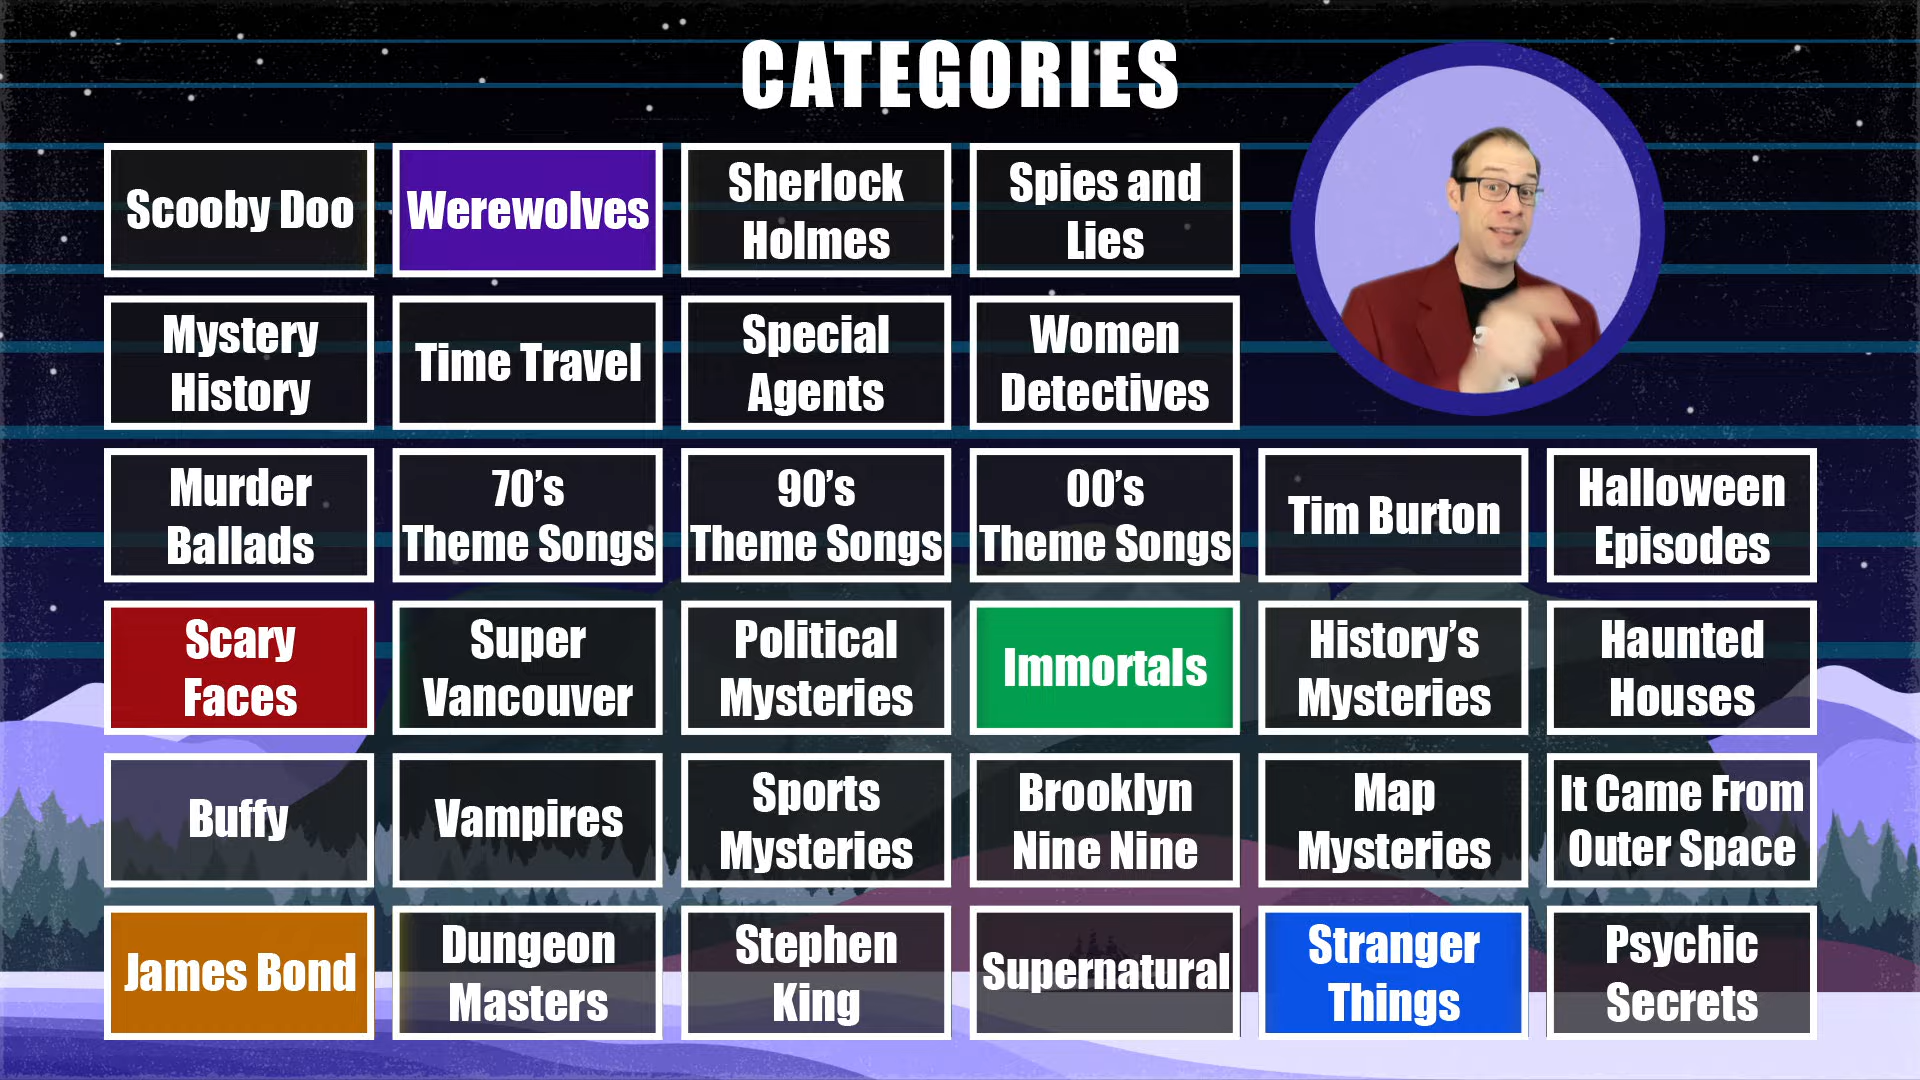 CATEGORIES
Scooby Doo
Werewolves
Sherlock
Holmes
Spies and
Lies
Mystery
History
Time Travel
Special
Agents
Women
Detectives
Murder
Ballads
70's
Theme Songs
90's
Theme Songs
00's
Theme Songs
Tim Burton
Halloween
Episodes
Scary
Faces
Super
Vancouver
Political
Mysteries
Immortals
History's
Mysteries
Haunted
Houses
Buffy
Vampires
Sports
Mysteries
Brooklyn
Nine Nine
Map
Mysteries
It Came From
Outer Space
James Bond
Dungeon
Masters
Stephen
King
Supernatural
Stranger
Things
Psychic
Secrets